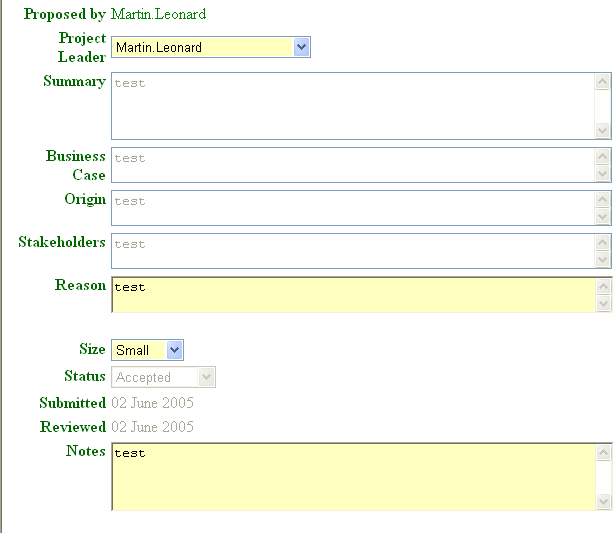 Proposed by Martin.Leonard
Project
Leader Martin.Leonard
Summary test
Business
Case test
Origin test
Stakeholders test
Reason test
Size Small
Status Accepted
Submitted 02 June 2005
Reviewed 02 June 2005
Notes test